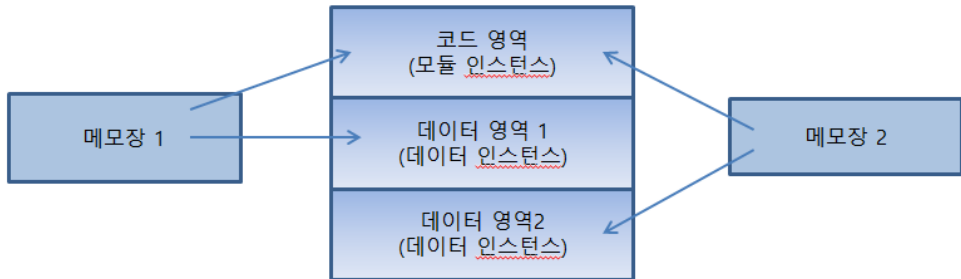 코드 영역
(모듈 인스턴스)
메모장 1
데이터 영역 1
(데이터 인스턴스)
메모장 2
데이터 영역2
(데이터 인스턴스)